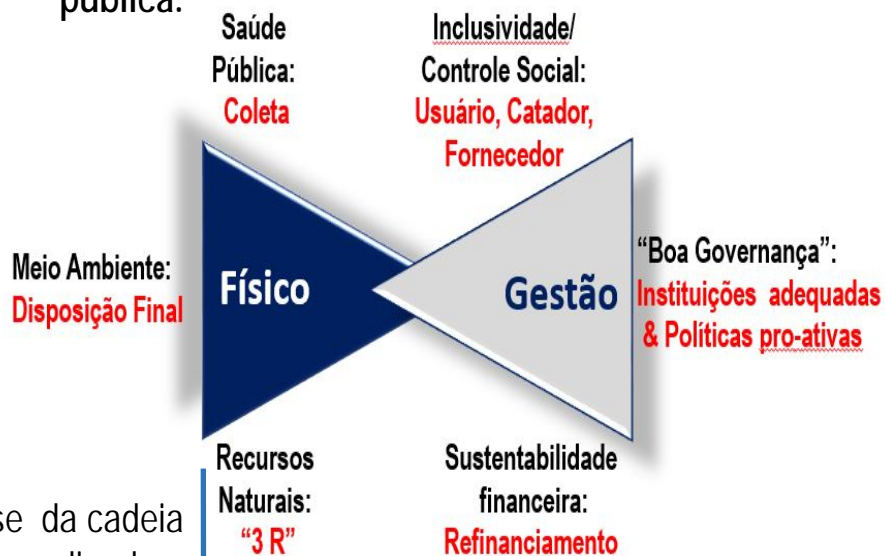 pública.
Saúde
Pública:
Coleta
Inclusividade/
Controle Social:
Usuário, Catador,
Fornecedor
Meio Ambiente:
Disposição Final
Físico
Gestão
“Boa Governança”:
Instituições adequadas
& Políticas pro-ativas
Recursos
Naturais:
“3 R”
Sustentabilidade
financeira:
Refinanciamento
da cadeia